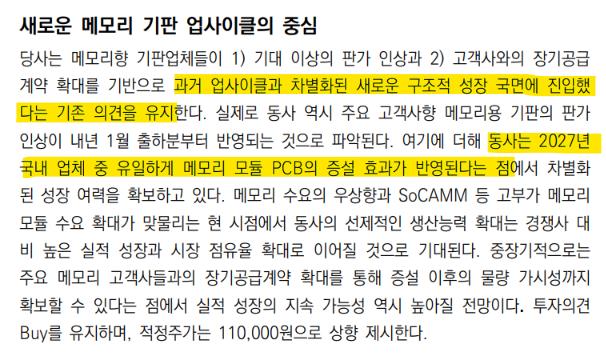 새로운 메모리 기판 업사이클의 중심
당사는 메모리향 기판업체들이 1) 기대 이상의 판가 인상과 2) 고객사와의 장기공급
계약 확대를 기반으로 과거 업사이클과 차별화된 새로운 구조적 성장 국면에 진입했
다는 기존 의견을 유지한다. 실제로 동사 역시 주요 고객사향 메모리용 기판의 판가
인상이 내년 1월 출하분부터 반영되는 것으로 파악된다. 여기에 더해 동사는 2027년
국내 업체 중 유일하게 메모리 모듈 PCB의 증설 효과가 반영된다는 점에서 차별화
된 성장 여력을 확보하고 있다. 메모리 수요의 우상향과 SoCAMM 등 고부가 메모리
모듈 수요 확대가 맞물리는 현 시점에서 동사의 선제적인 생산능력 확대는 경쟁사 대
비 높은 실적 성장과 시장 점유율 확대로 이어질 것으로 기대된다. 중장기적으로는
주요 메모리 고객사들과의 장기공급계약 확대를 통해 증설 이후의 물량 가시성까지
확보할 수 있다는 점에서 실적 성장의 지속 가능성 역시 높아질 전망이다. 투자의견
Buy를 유지하며, 적정주가는 110,000원으로 상향 제시한다.